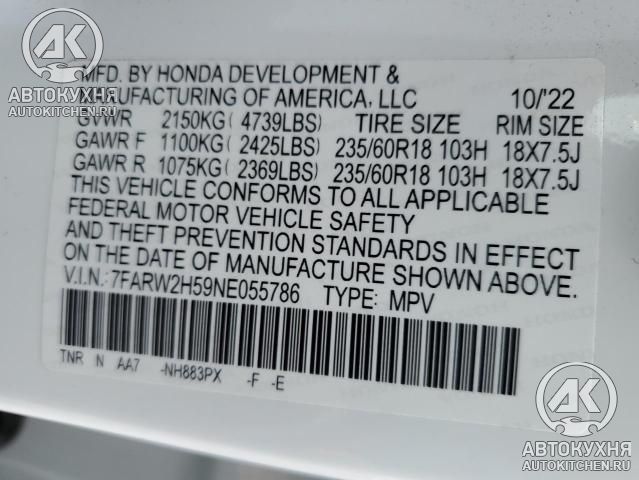 MFD. BY HONDA DEVELOPMENT &
MANUFACTURING OF AMERICA, LLC 10/'22
GVWR 2150KG ( 4739LBS) TIRE SIZE RIM SIZE
GAWR F 1100KG ( 2425LBS) 235/60R18 103H 18X7.5J
GAWR R 1075KG ( 2369LBS) 235/60R18 103H 18X7.5J
THIS VEHICLE CONFORMS TO ALL APPLICABLE
FEDERAL MOTOR VEHICLE SAFETY
AND THEFT PREVENTION STANDARDS IN EFFECT
ON THE DATE OF MANUFACTURE SHOWN ABOVE.
V.I.N.:7FARW2H59NE055786 TYPE: MPV
TNR N AA7 -NH883PX -F -E
АК
АВТОКУХНЯ
AUTOKITCHEN.RU
АК
АВТОКУХНЯ
AUTOKITCHEN.RU